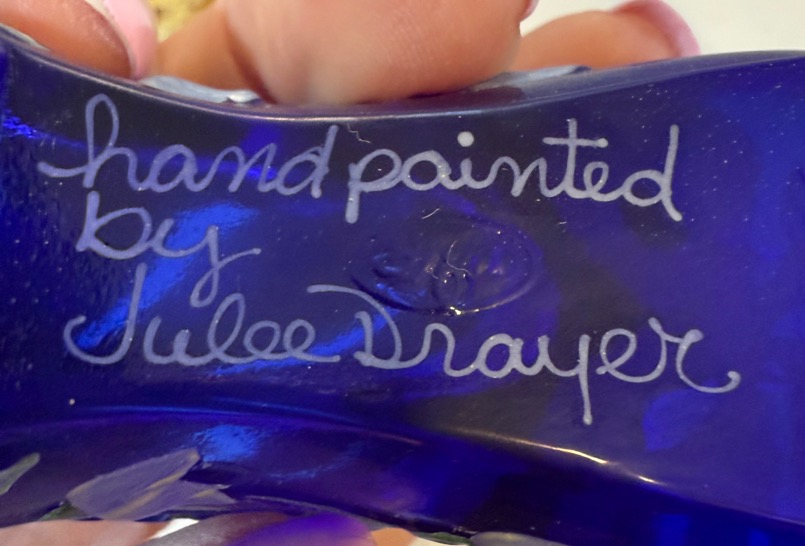 hand painted
by
Julee Drayer